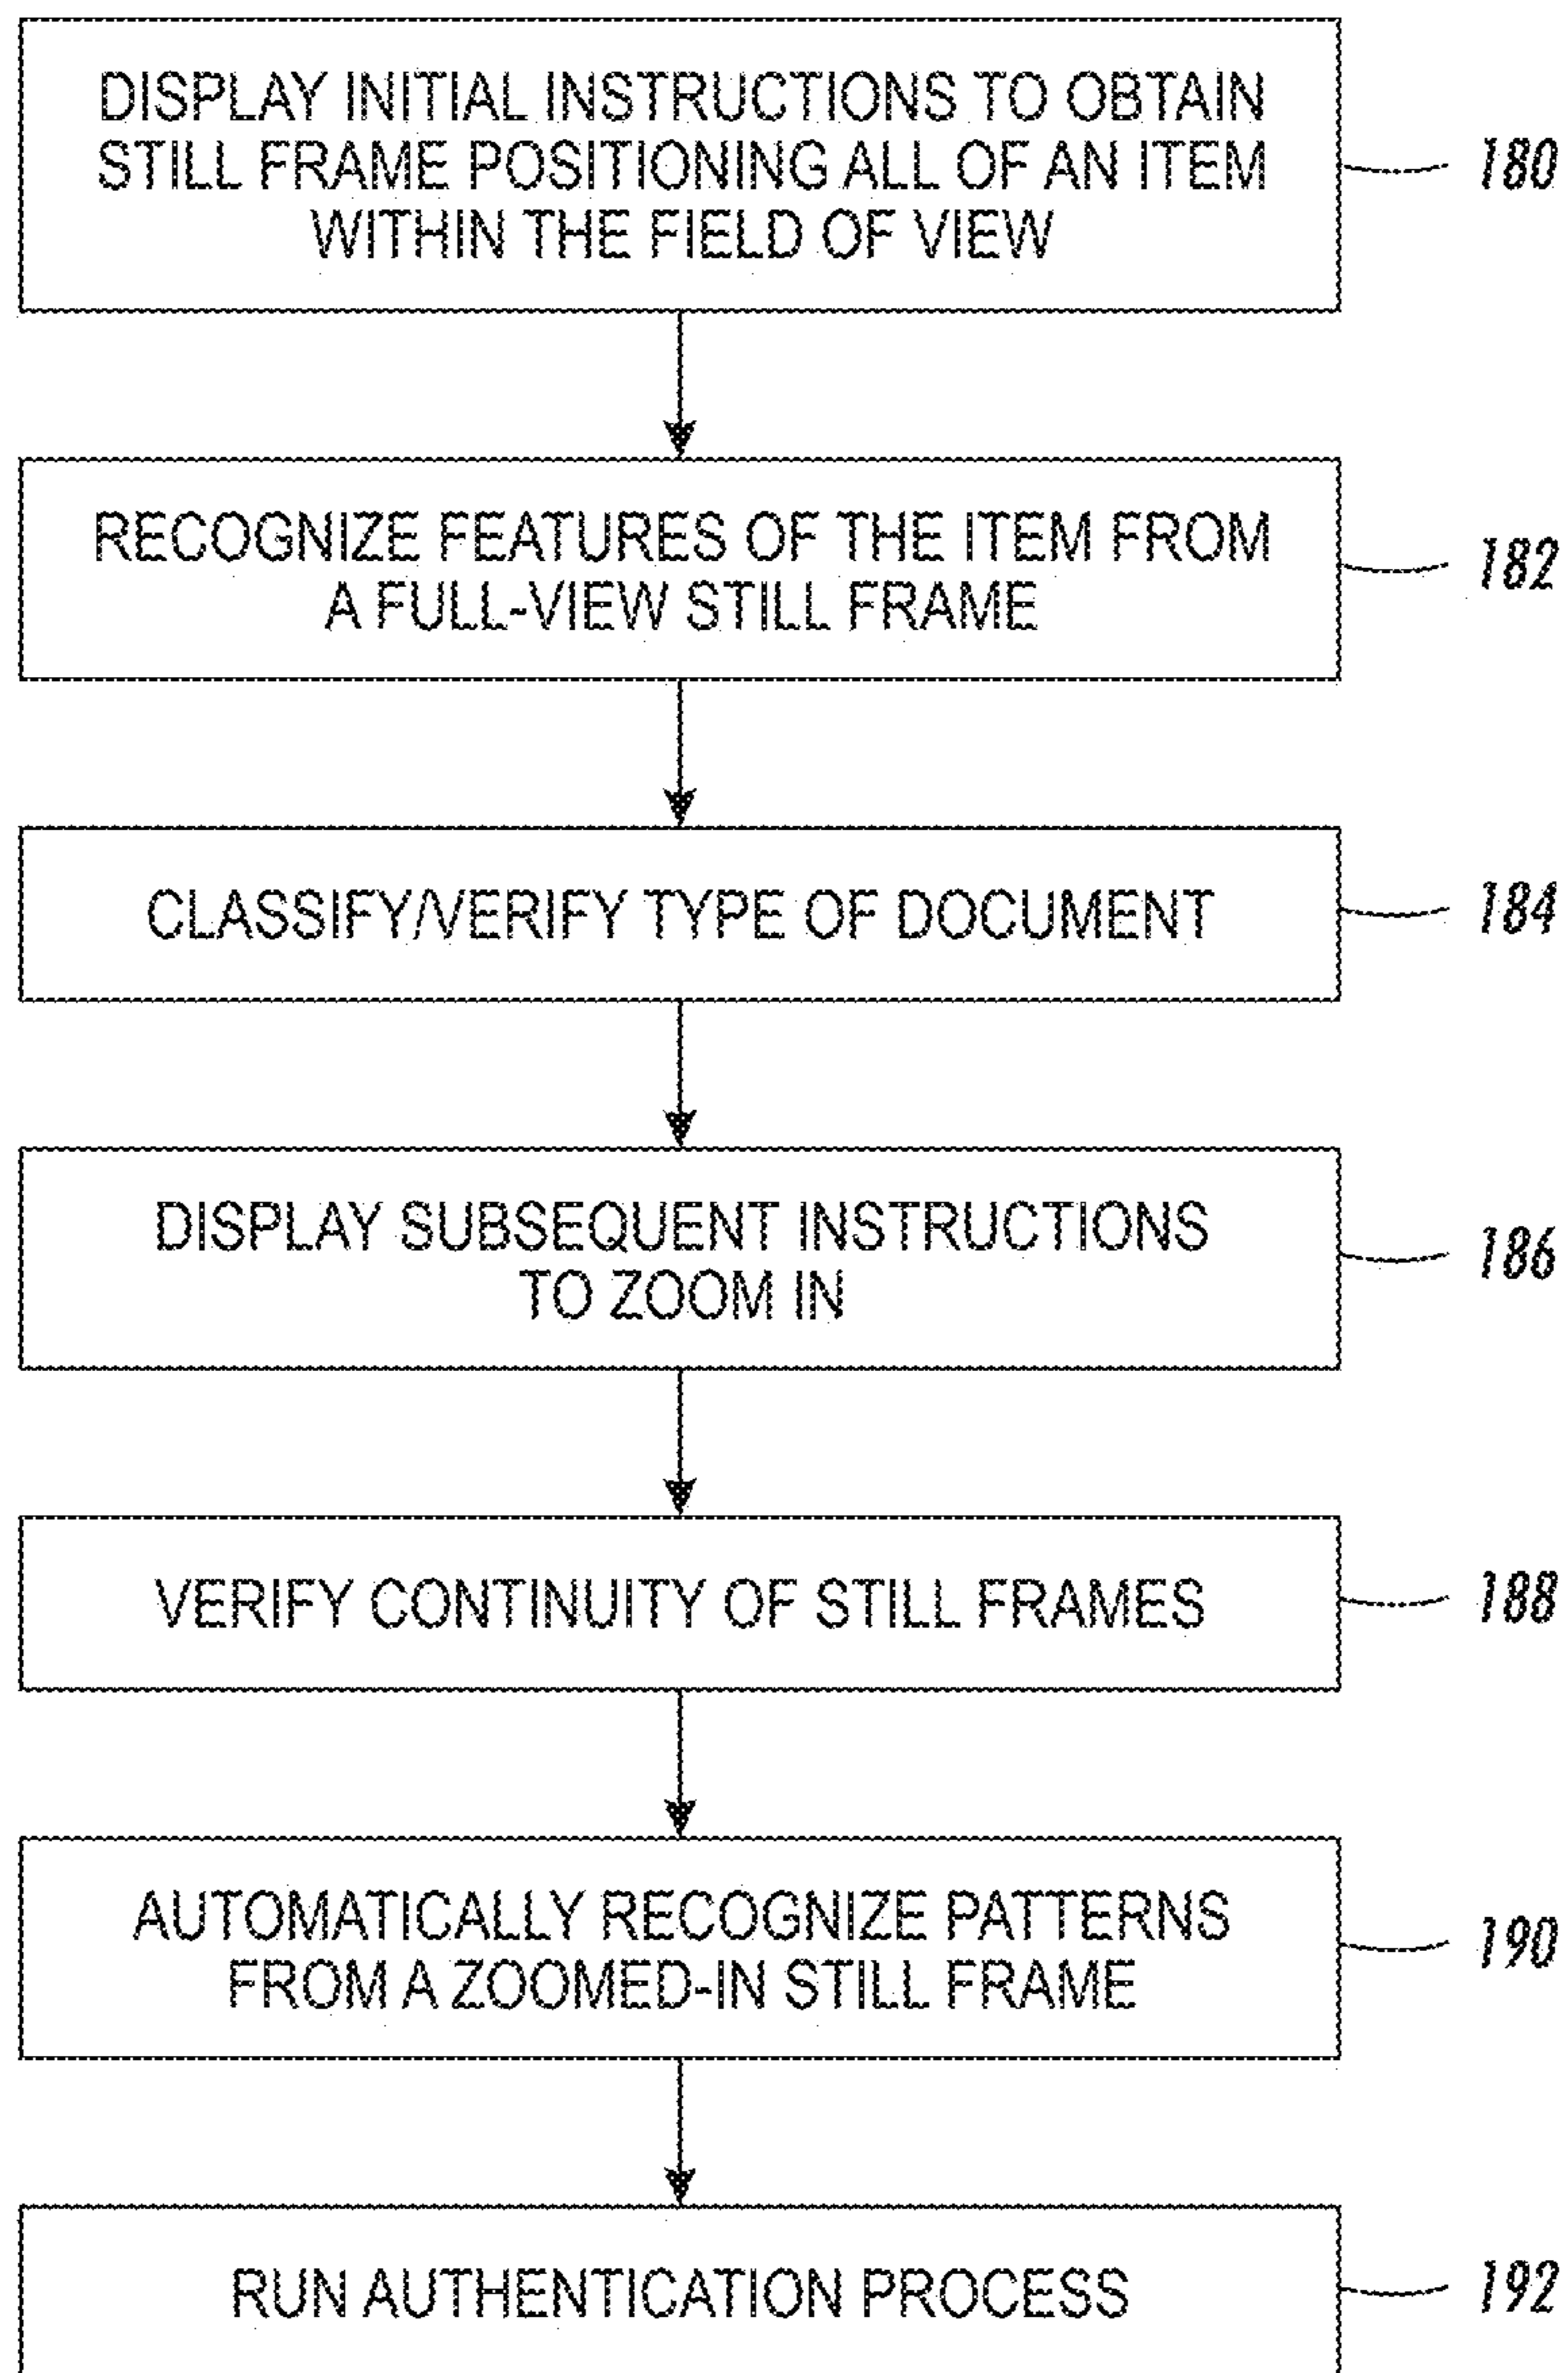 DISPLAY INITIAL INSTRUCTIONS TO OBTAIN
STILL FRAME POSITIONING ALL OF AN ITEM
WITHIN THE FIELD OF VIEW
180
RECOGNIZE FEATURES OF THE ITEM FROM
A FULL-VIEW STILL FRAME
182
CLASSIFY/VERIFY TYPE OF DOCUMENT
184
DISPLAY SUBSEQUENT INSTRUCTIONS
TO ZOOM IN
186
VERIFY CONTINUITY OF STILL FRAMES
188
AUTOMATICALLY RECOGNIZE PATTERNS
FROM A ZOOMED-IN STILL FRAME
190
RUN AUTHENTICATION PROCESS
192